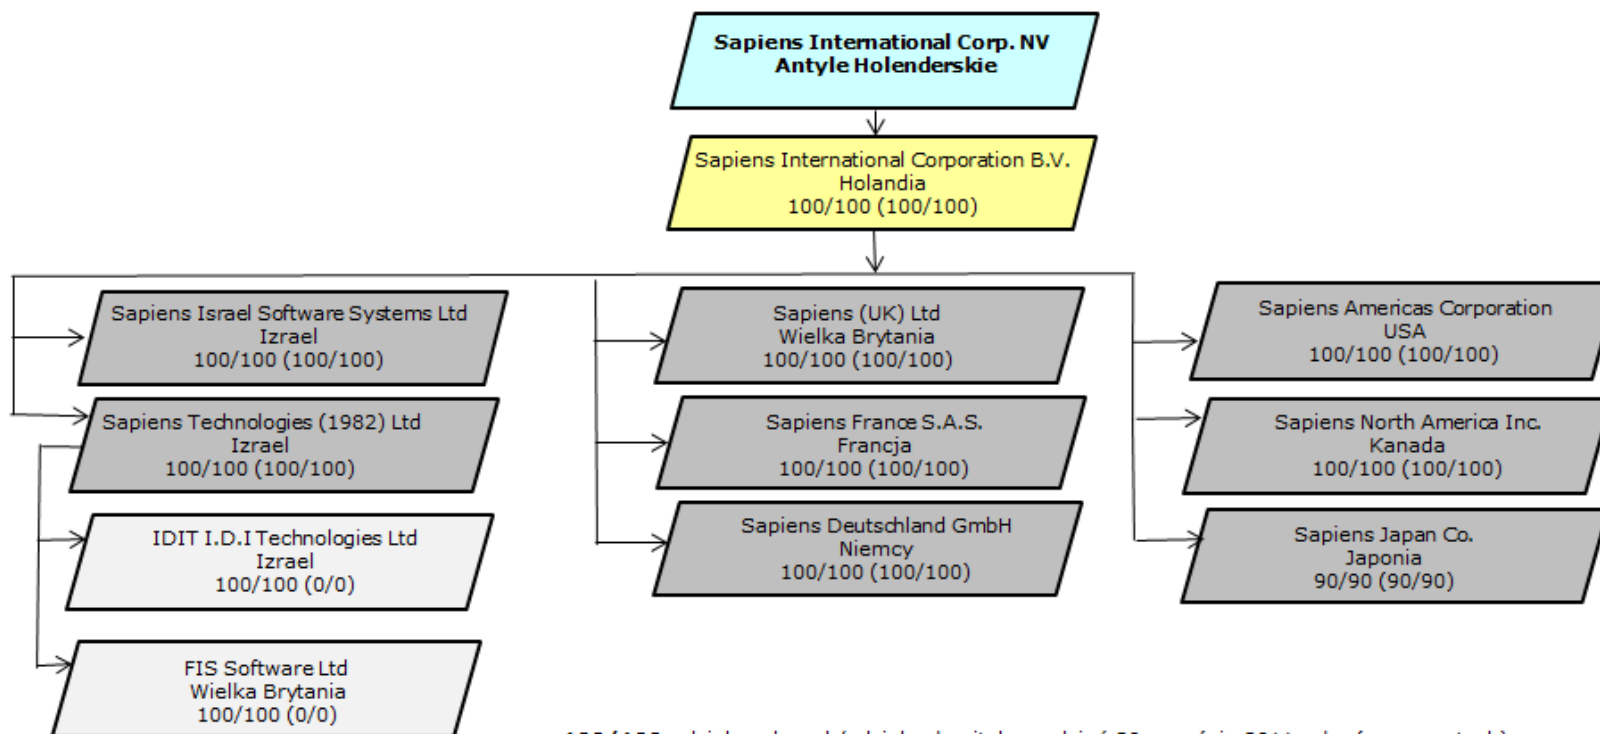 Sapiens International Corp. NV
Antyle Holenderskie
Sapiens International Corporation B.V.
Holandia
100/100 (100/100)
Sapiens Israel Software Systems Ltd
Izrael
100/100 (100/100)
Sapiens Technologies (1982) Ltd
Izrael
100/100 (100/100)
IDIT I.D.I Technologies Ltd
Izrael
100/100 (0/0)
FIS Software Ltd
Wielka Brytania
100/100 (0/0)
Sapiens (UK) Ltd
Wielka Brytania
100/100 (100/100)
Sapiens France S.A.S.
Francja
100/100 (100/100)
Sapiens Deutschland GmbH
Niemcy
100/100 (100/100)
Sapiens Americas Corporation
USA
100/100 (100/100)
Sapiens North America Inc.
Kanada
100/100 (100/100)
Sapiens Japan Co.
Japonia
90/90 (90/90)